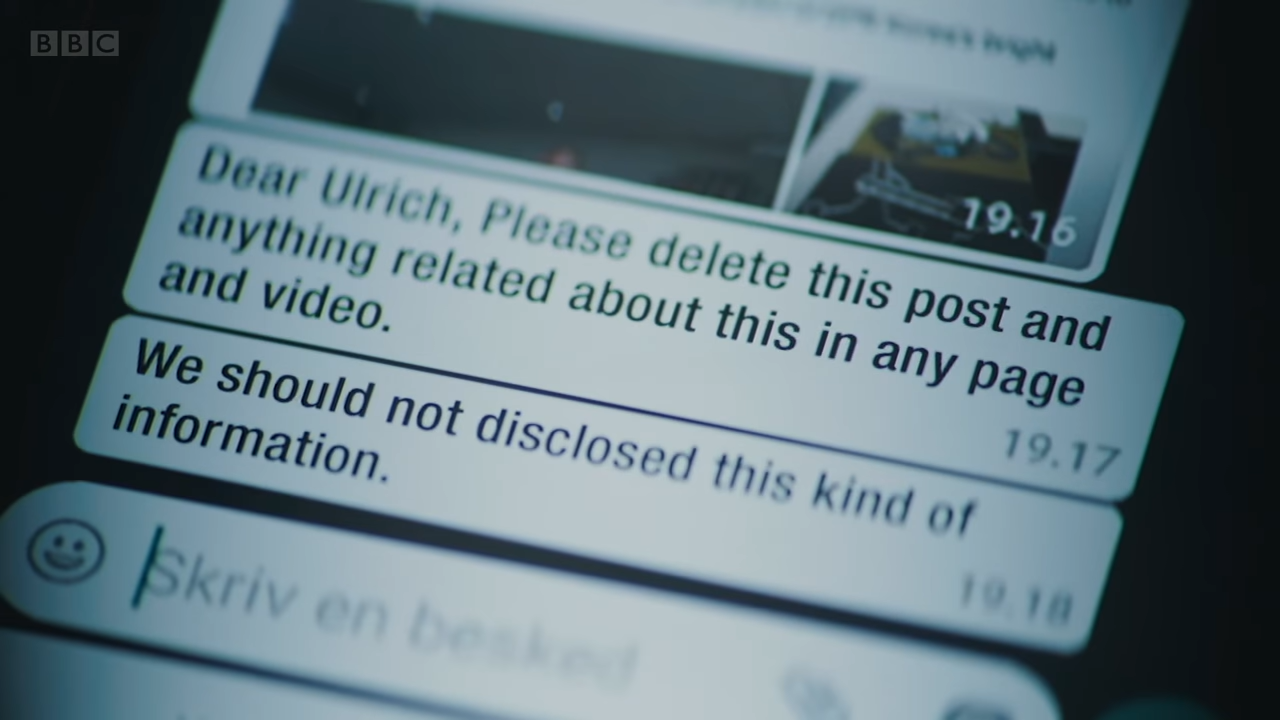 BBC
bright
19.16
Dear Ulrich, Please delete this post and
anything related about this in any page
and video.
19.17
We should not disclosed this kind of
information.
19.18
Skriv en besked